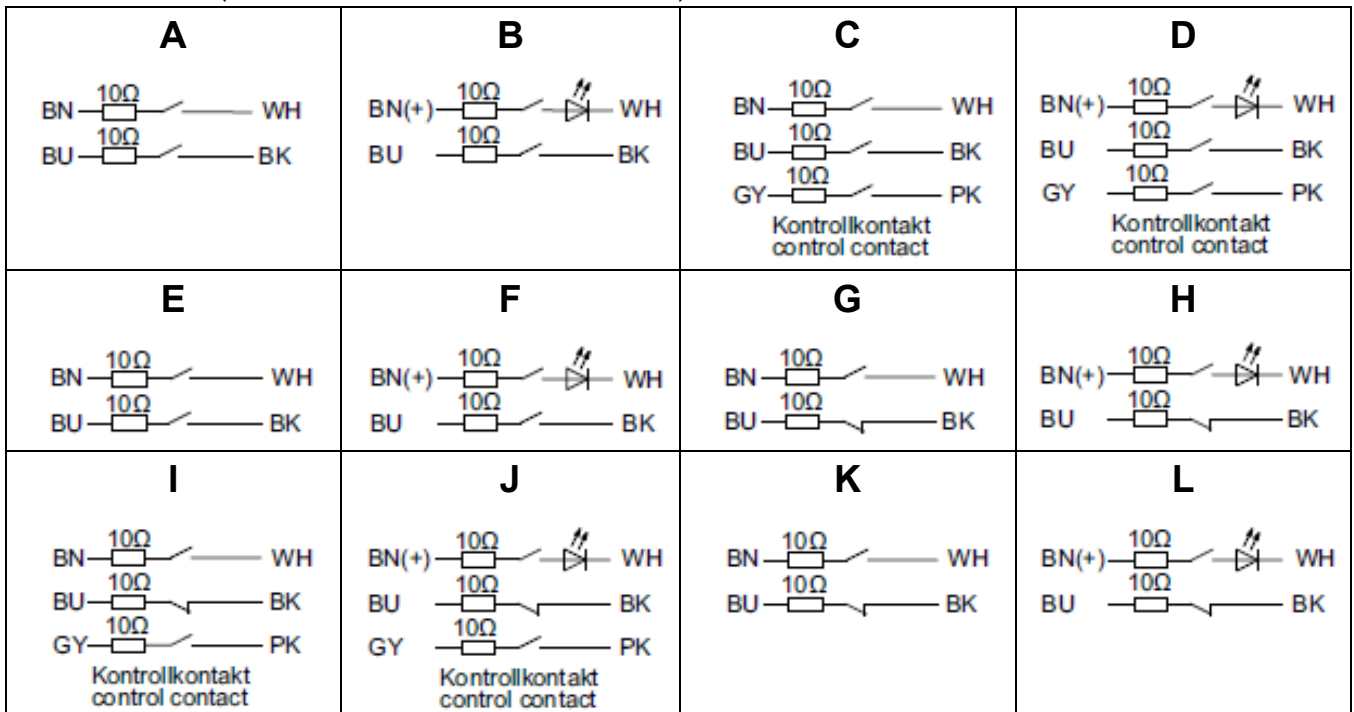 A
10Ω
BN WH
10Ω
BU BK
B
10Ω
BN(+) WH
10Ω
BU BK
C
10Ω
BN WH
10Ω
BU BK
10Ω
GY PK
Kontrollkontakt
control contact
D
10Ω
BN(+) WH
10Ω
BU BK
10Ω
GY PK
Kontrollkontakt
control contact
E
10Ω
BN WH
10Ω
BU BK
F
10Ω
BN(+) WH
10Ω
BU BK
G
10Ω
BN WH
10Ω
BU BK
H
10Ω
BN(+) WH
10Ω
BU BK
I
10Ω
BN WH
10Ω
BU BK
10Ω
GY PK
Kontrollkontakt
control contact
J
10Ω
BN(+) WH
10Ω
BU BK
10Ω
GY PK
Kontrollkontakt
control contact
K
10Ω
BN WH
10Ω
BU BK
L
10Ω
BN(+) WH
10Ω
BU BK